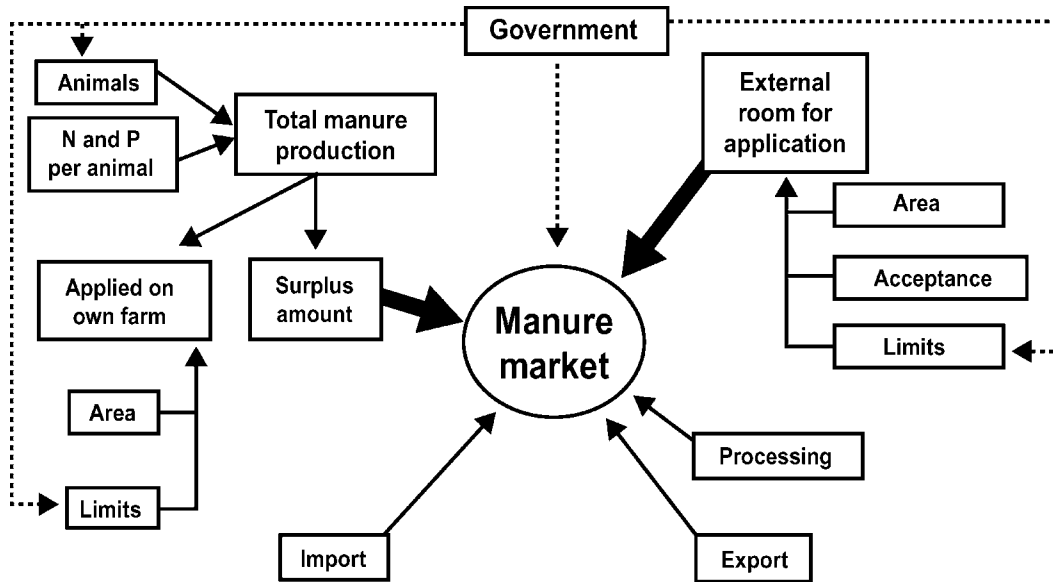 Government
Animals
N and P
per animal
Total manure
production
External
room for
application
Area
Acceptance
Limits
Applied on
own farm
Surplus
amount
Manure
market
Area
Limits
Processing
Import
Export